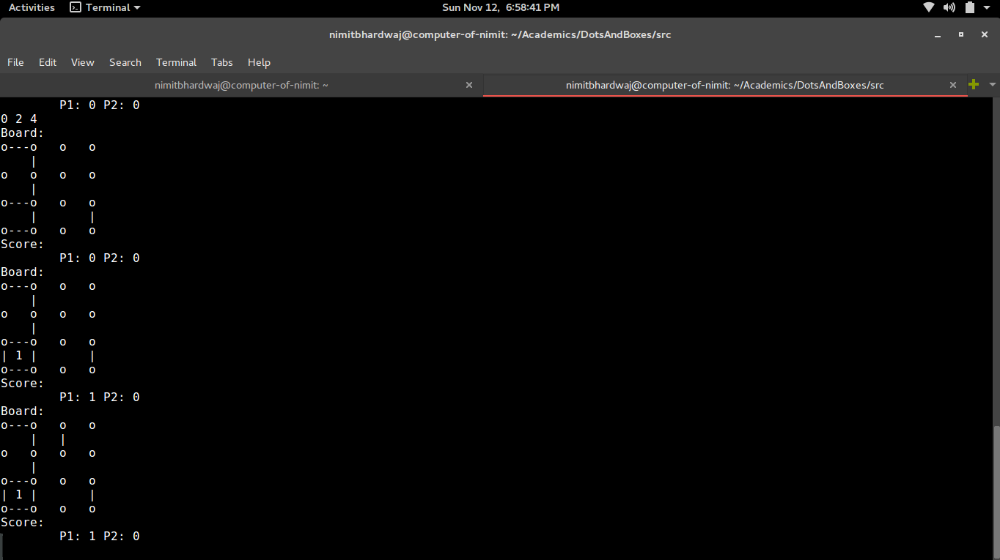 Activities Terminal Sun Nov 12, 6:58:41 PM
nimitbhardwaj@computer-of-nimit: ~/Academics/DotsAndBoxes/src
File Edit View Search Terminal Tabs Help
nimitbhardwaj@computer-of-nimit: ~ nimitbhardwaj@computer-of-nimit: ~/Academics/DotsAndBoxes/src
        P1: 0 P2: 0
0 2 4
Board:
o---o   o   o
    |
o   o   o   o
    |
o---o   o   o
    |       |
o---o   o   o
Score:
        P1: 0 P2: 0
Board:
o---o   o   o
    |
o   o   o   o
    |
o---o   o   o
| 1 |       |
o---o   o   o
Score:
        P1: 1 P2: 0
Board:
o---o   o   o
    |   |
o   o   o   o
    |
o---o   o   o
| 1 |       |
o---o   o   o
Score:
        P1: 1 P2: 0